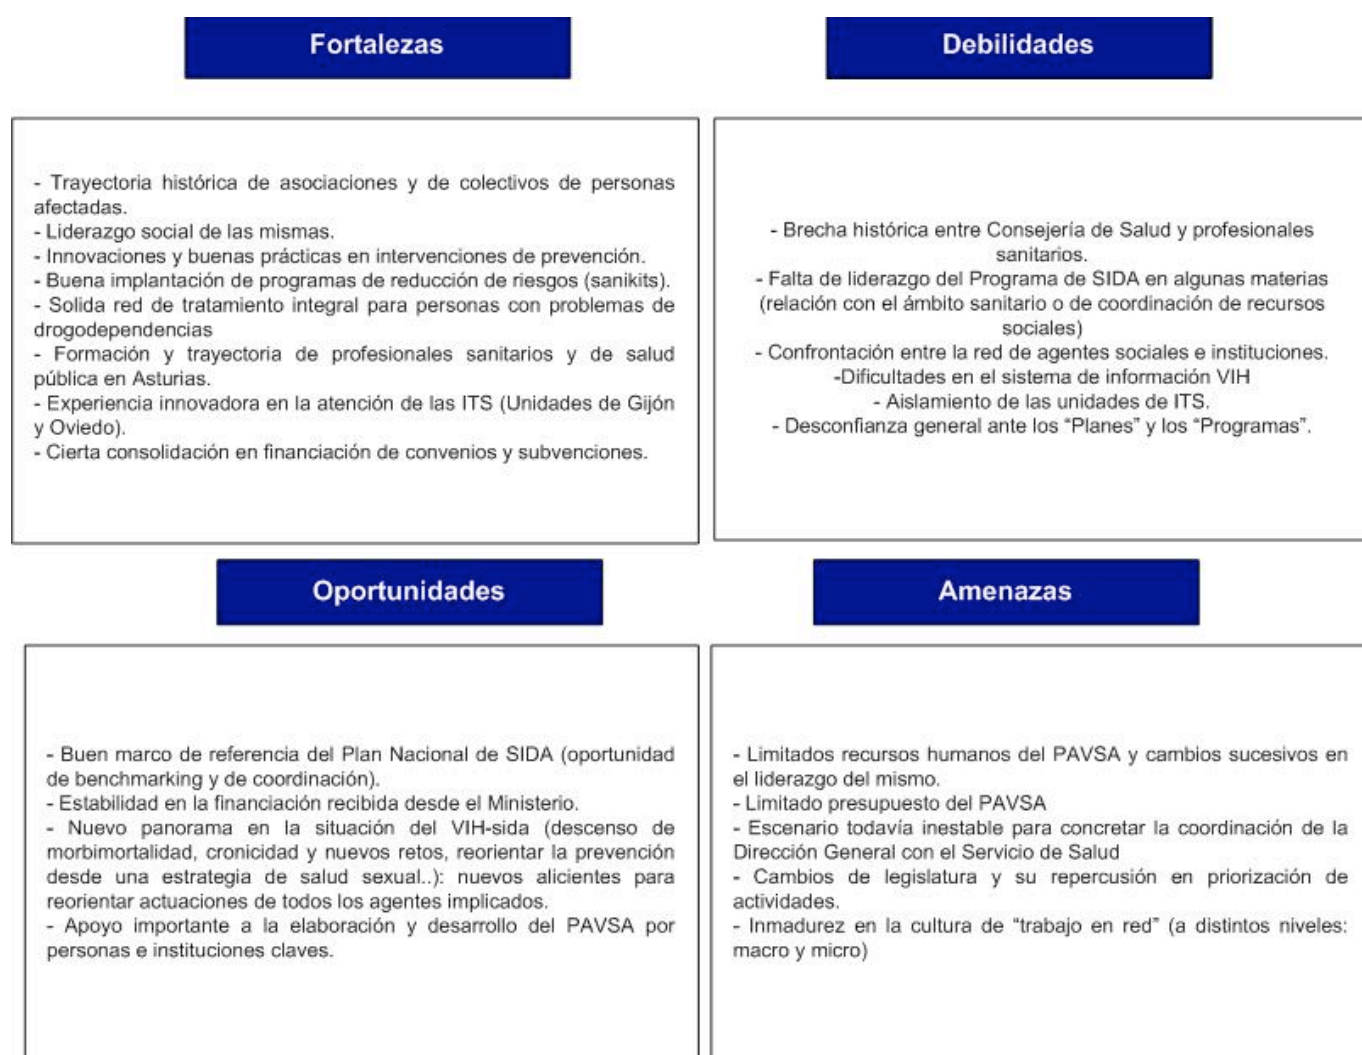 Fortalezas
- Trayectoria histórica de asociaciones y de colectivos de personas
afectadas.
- Liderazgo social de las mismas.
- Innovaciones y buenas prácticas en intervenciones de prevención.
- Buena implantación de programas de reducción de riesgos (sanikits).
- Solida red de tratamiento integral para personas con problemas de
drogodependencias
- Formación y trayectoria de profesionales sanitarios y de salud
pública en Asturias.
- Experiencia innovadora en la atención de las ITS (Unidades de Gijón
y Oviedo).
- Cierta consolidación en financiación de convenios y subvenciones.
Debilidades
- Brecha histórica entre Consejería de Salud y profesionales
sanitarios.
- Falta de liderazgo del Programa de SIDA en algunas materias
(relación con el ámbito sanitario o de coordinación de recursos
sociales)
- Confrontación entre la red de agentes sociales e instituciones.
-Dificultades en el sistema de información VIH
- Aislamiento de las unidades de ITS.
- Desconfianza general ante los “Planes” y los “Programas”.
Oportunidades
- Buen marco de referencia del Plan Nacional de SIDA (oportunidad
de benchmarking y de coordinación).
- Estabilidad en la financiación recibida desde el Ministerio.
- Nuevo panorama en la situación del VIH-sida (descenso de
morbimortalidad, cronicidad y nuevos retos, reorientar la prevención
desde una estrategia de salud sexual..): nuevos alicientes para
reorientar actuaciones de todos los agentes implicados.
- Apoyo importante a la elaboración y desarrollo del PAVSA por
personas e instituciones claves.
Amenazas
- Limitados recursos humanos del PAVSA y cambios sucesivos en
el liderazgo del mismo.
- Limitado presupuesto del PAVSA
- Escenario todavía inestable para concretar la coordinación de la
Dirección General con el Servicio de Salud
- Cambios de legislatura y su repercusión en priorización de
actividades.
- Inmadurez en la cultura de “trabajo en red” (a distintos niveles:
macro y micro)